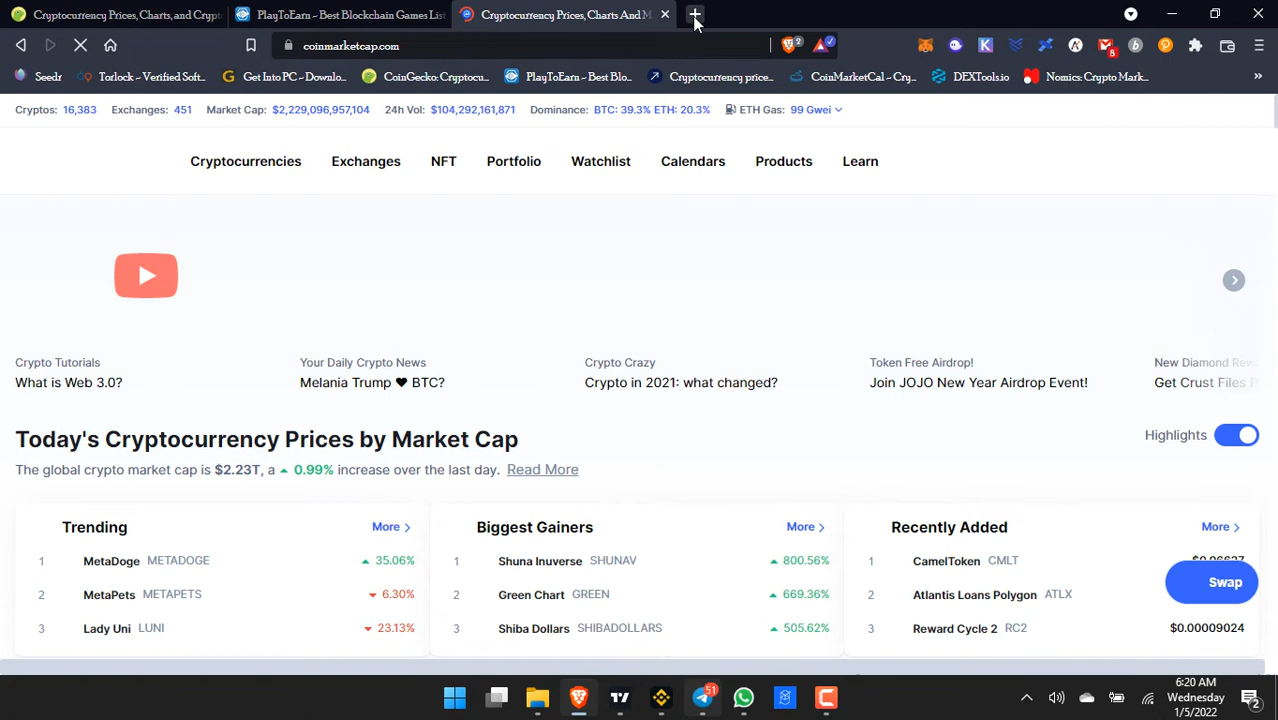 Cryptocurrency Prices, Charts, and Crypt
PlayToEarn - Best Blockchain Games List
Cryptocurrency Prices, Charts And M
coinmarketcap.com
2
8
Seedr
Torlock - Verified Soft...
Get Into PC - Downlo...
CoinGecko: Cryptocu...
PlayToEarn - Best Blo...
Cryptocurrency price...
CoinMarketCal - Cry...
DEXTools.io
Nomics: Crypto Mark...
Cryptos: 16,383 Exchanges: 451 Market Cap: $2,229,096,957,104 24h Vol: $104,292,161,871 Dominance: BTC: 39.3% ETH: 20.3% ETH Gas: 99 Gwei
Cryptocurrencies Exchanges NFT Portfolio Watchlist Calendars Products Learn
Crypto Tutorials
What is Web 3.0?
Your Daily Crypto News
Melania Trump ♥ BTC?
Crypto Crazy
Crypto in 2021: what changed?
Token Free Airdrop!
Join JOJO New Year Airdrop Event!
New Diamond Rew
Get Crust Files
Today's Cryptocurrency Prices by Market Cap
Highlights
The global crypto market cap is $2.23T, a 0.99% increase over the last day. Read More
Trending More
1 MetaDoge METADOGE 35.06%
2 MetaPets METAPETS 6.30%
3 Lady Uni LUNI 23.13%
Biggest Gainers More
1 Shuna Inuverse SHUNAV 800.56%
2 Green Chart GREEN 669.36%
3 Shiba Dollars SHIBADOLLARS 505.62%
Recently Added More
1 CamelToken CMLT
2 Atlantis Loans Polygon ATLX
3 Reward Cycle 2 RC2 $0.00009024
Swap
51
6:20 AM
Wednesday
1/5/2022
2